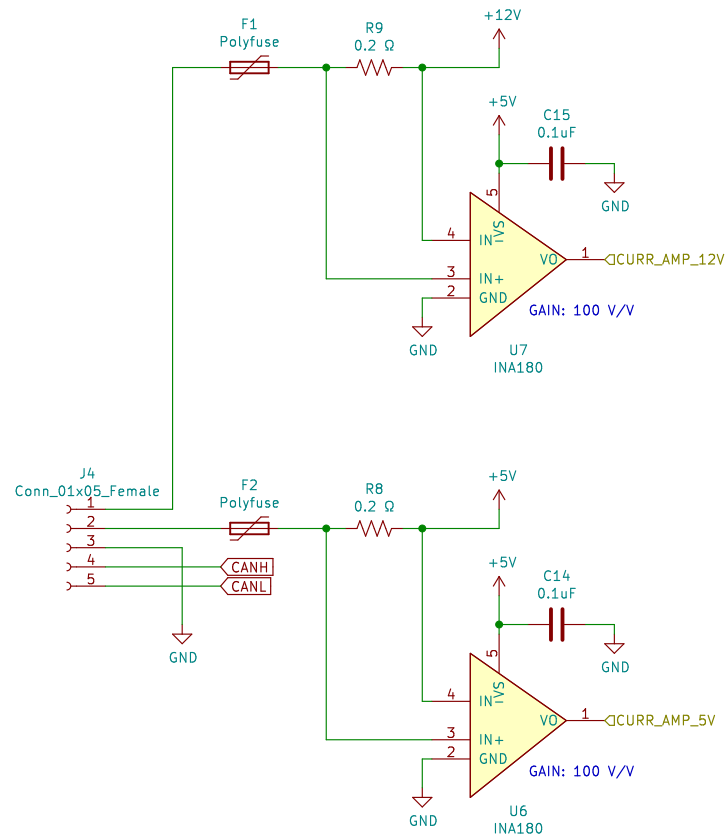 F1
Polyfuse
R9
0.2 Ω
+12V
+5V
C15
0.1uF
GND
5
VS
4
IN−
3
IN+
2
GND
VO
1
CURR_AMP_12V
GAIN: 100 V/V
GND
U7
INA180
J4
Conn_01x05_Female
1
2
3
4
5
CANH
CANL
GND
F2
Polyfuse
R8
0.2 Ω
+5V
+5V
C14
0.1uF
GND
5
VS
4
IN−
3
IN+
2
GND
VO
1
CURR_AMP_5V
GAIN: 100 V/V
GND
U6
INA180